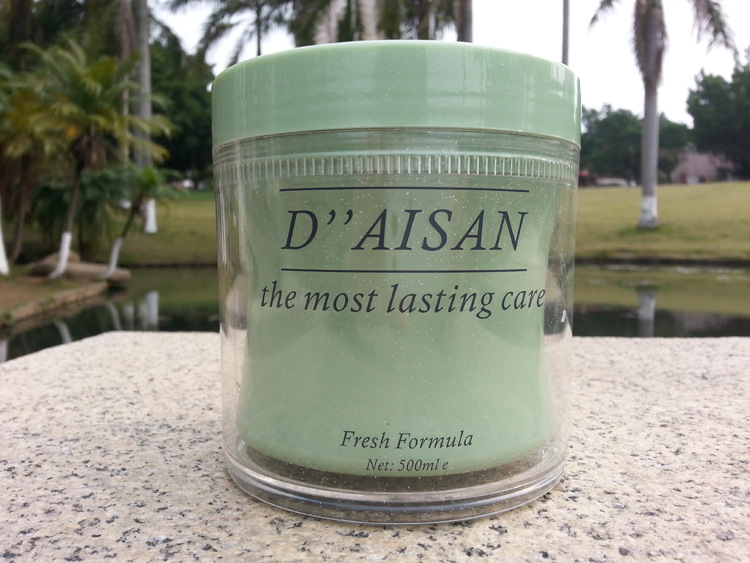 D’’AISAN
the most lasting care
Fresh Formula
Net: 500ml e